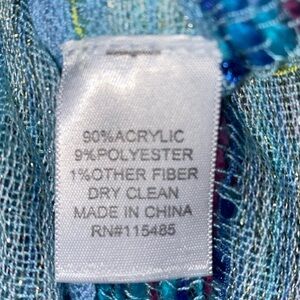 90%ACRYLIC
9%POLYESTER
1%OTHER FIBER
DRY CLEAN
MADE IN CHINA
RN#115485